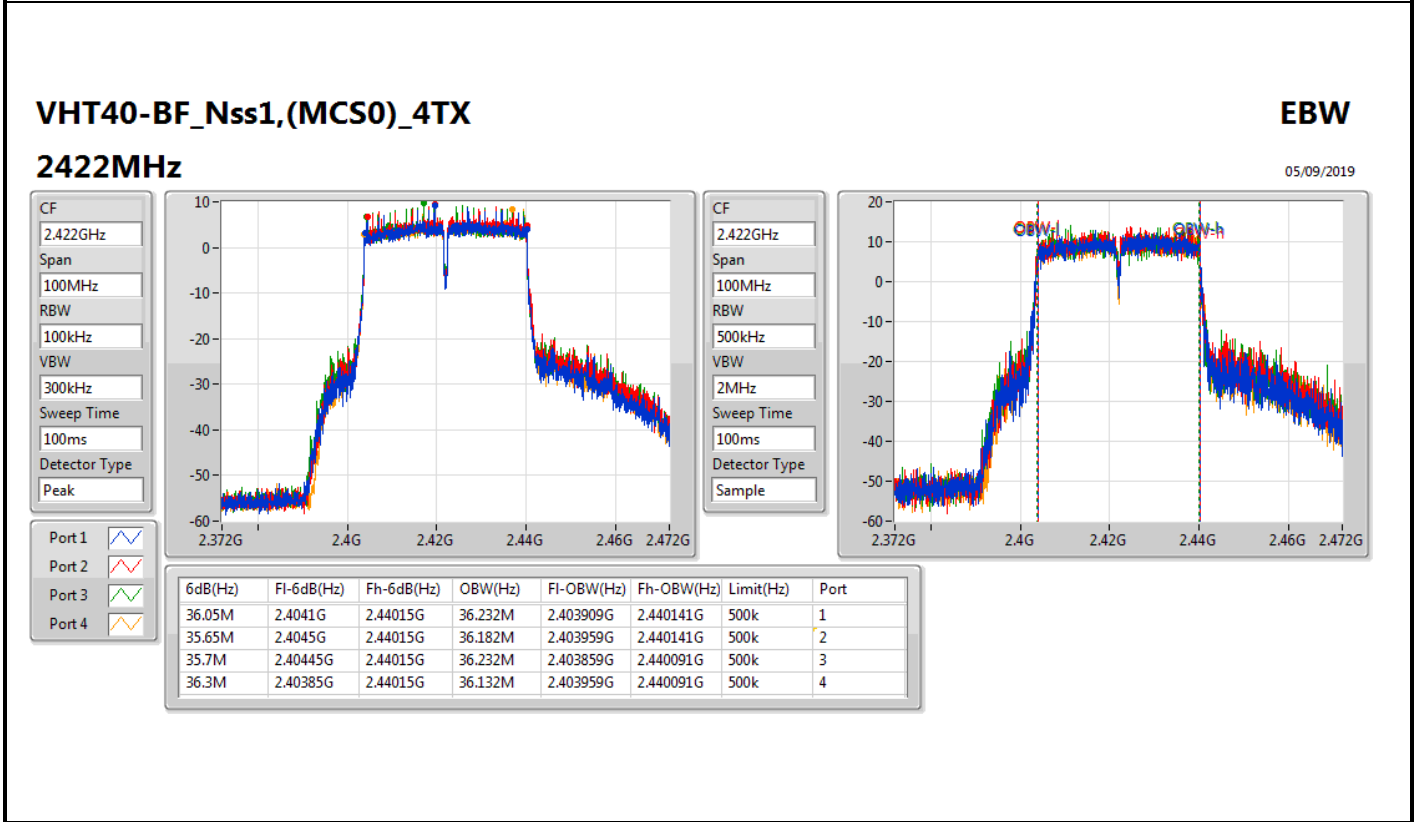 VHT40-BF_Nss1,(MCS0)_4TX EBW
2422MHz 05/09/2019
CF
2.422GHz
Span
100MHz
RBW
100kHz
VBW
300kHz
Sweep Time
100ms
Detector Type
Peak
Port 1
Port 2
Port 3
Port 4
10
0
-10
-20
-30
-40
-50
-60
2.372G 2.4G 2.42G 2.44G 2.46G 2.472G
CF
2.422GHz
Span
100MHz
RBW
500kHz
VBW
2MHz
Sweep Time
100ms
Detector Type
Sample
20
10
0
-10
-20
-30
-40
-50
-60
OBW-l OBW-h
2.372G 2.4G 2.42G 2.44G 2.46G 2.472G
6dB(Hz) Fl-6dB(Hz) Fh-6dB(Hz) OBW(Hz) Fl-OBW(Hz) Fh-OBW(Hz) Limit(Hz) Port
36.05M 2.4041G 2.44015G 36.232M 2.403909G 2.440141G 500k 1
35.65M 2.4045G 2.44015G 36.182M 2.403959G 2.440141G 500k 2
35.7M 2.40445G 2.44015G 36.232M 2.403859G 2.440091G 500k 3
36.3M 2.40385G 2.44015G 36.132M 2.403959G 2.440091G 500k 4